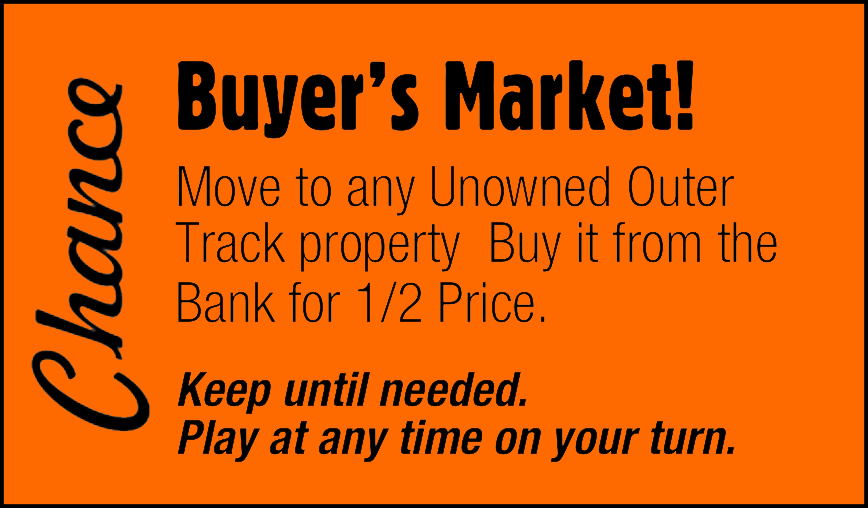 Chance
Buyer’s Market!
Move to any Unowned Outer
Track property  Buy it from the
Bank for 1/2 Price.
Keep until needed.
Play at any time on your turn.